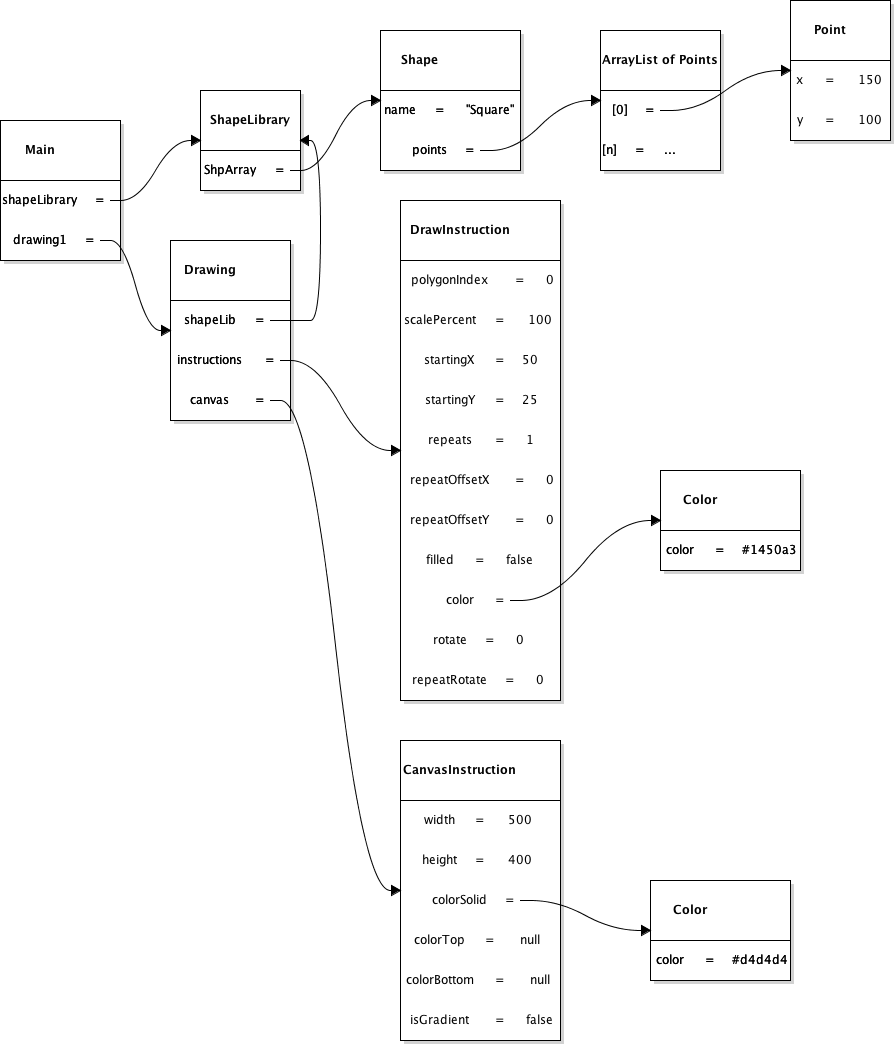 Main
shapeLibrary =
drawing1 =
ShapeLibrary
ShpArray =
Shape
name = "Square"
points =
ArrayList of Points
[0] =
[n] = ...
Point
x = 150
y = 100
Drawing
shapeLib =
instructions =
canvas =
DrawInstruction
polygonIndex = 0
scalePercent = 100
startingX = 50
startingY = 25
repeats = 1
repeatOffsetX = 0
repeatOffsetY = 0
filled = false
color =
rotate = 0
repeatRotate = 0
Color
color = #1450a3
CanvasInstruction
width = 500
height = 400
colorSolid =
colorTop = null
colorBottom = null
isGradient = false
Color
color = #d4d4d4